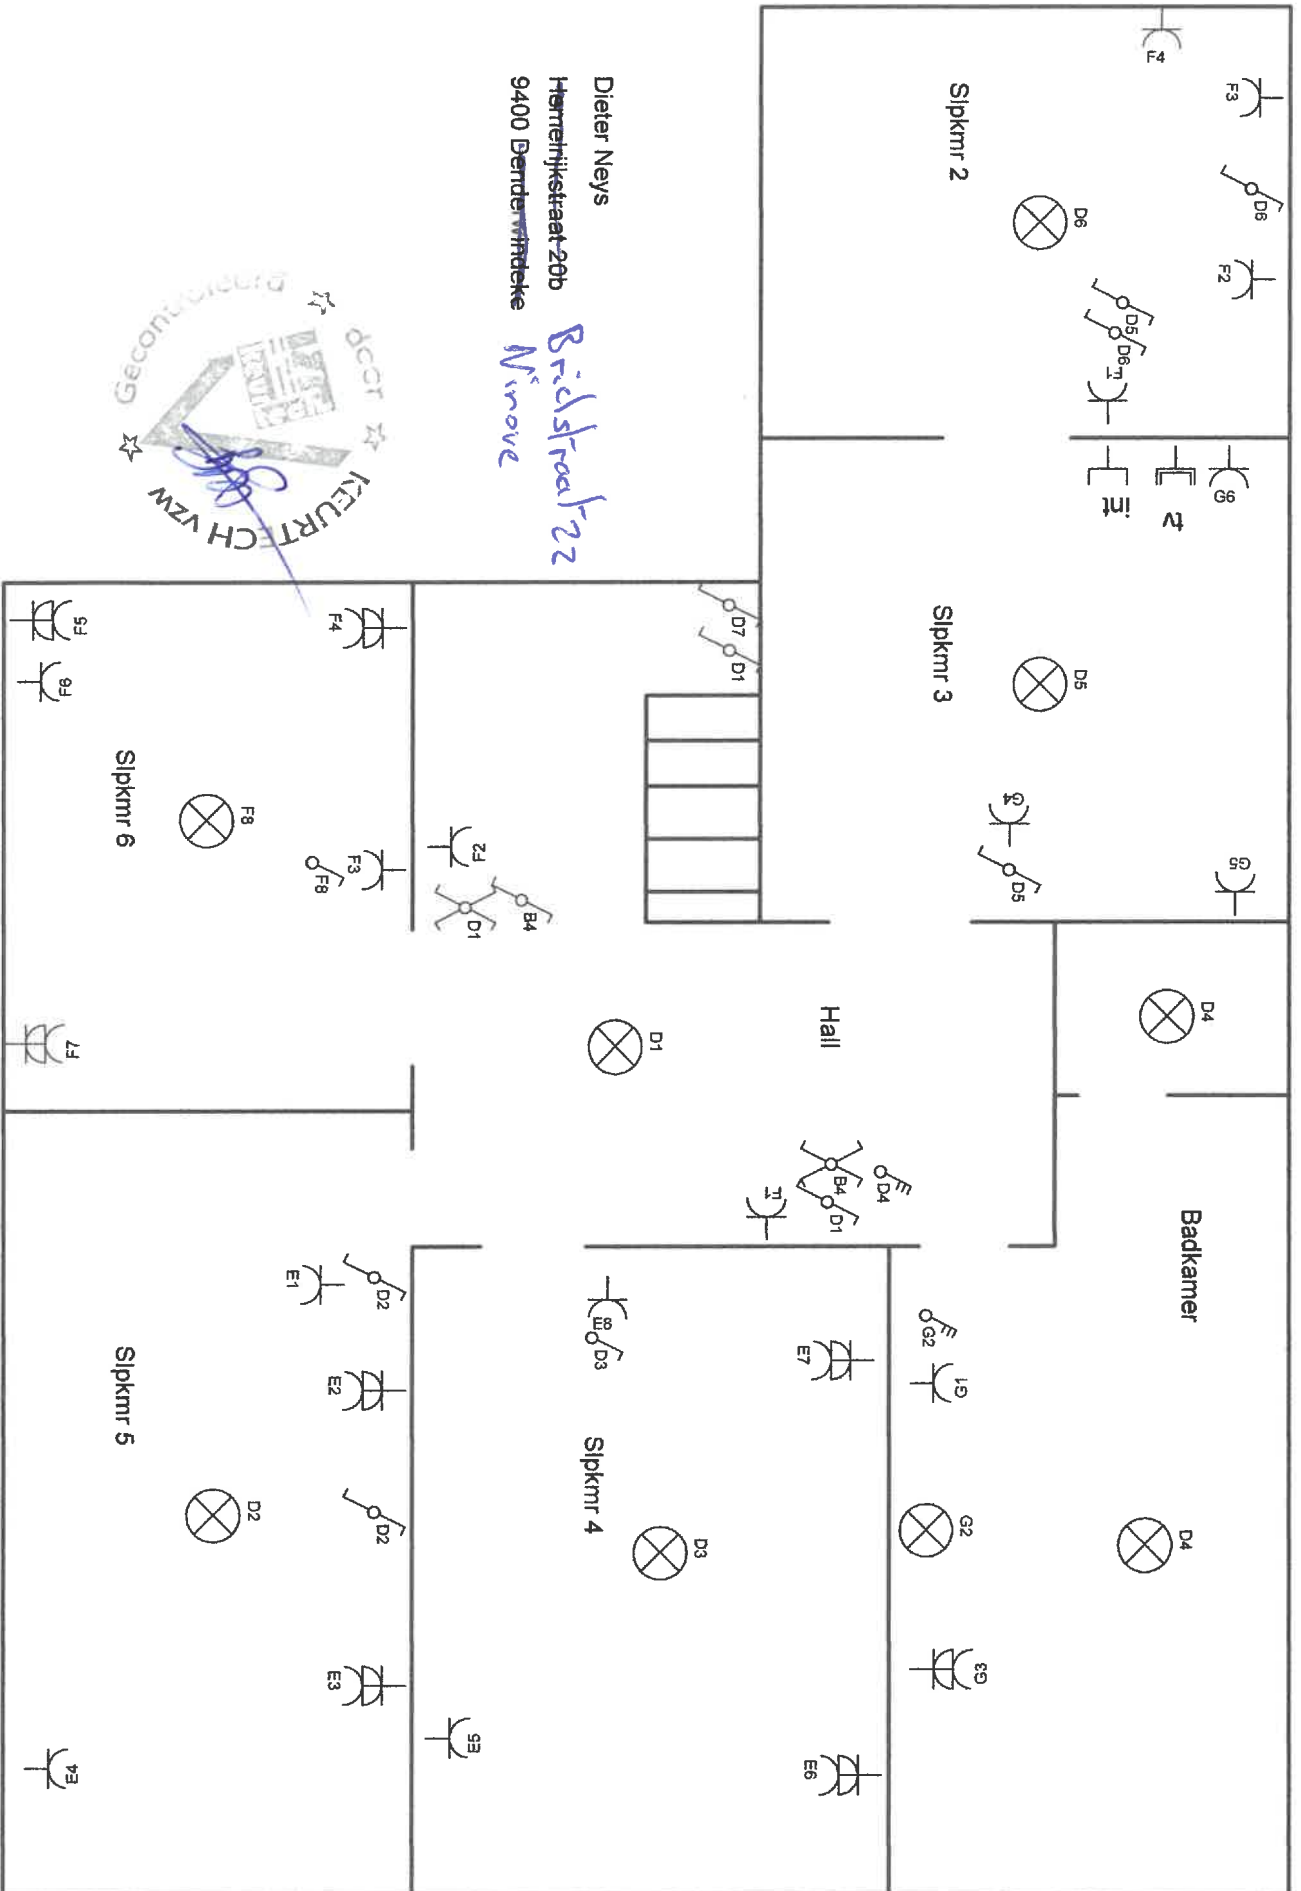 F4
F3
D6
F2
Slpkmr 2
D6
D5
D6
F1
G6
tv
int
Slpkmr 3
D5
G4
D5
G5
Dieter Neys
Hemelrijkstraat 20b
9400 Denderwindeke
Ninove
Gecontroleerd door
KEURTECH VZW
D7
D1
F2
B4
D1
Hall
D1
D4
B4
D1
D4
F1
Badkamer
G2
G1
G2
D4
G3
F4
F5
F6
Slpkmr 6
F8
F3
F8
F7
E8
D3
E7
Slpkmr 4
D3
E5
E6
D2
E1
E2
Slpkmr 5
D2
D2
E3
E4